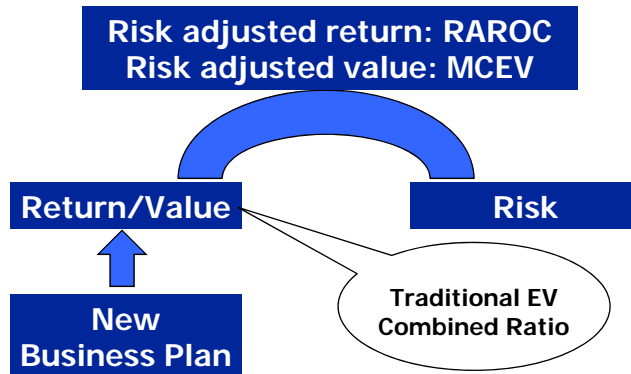 Risk adjusted return: RAROC
Risk adjusted value: MCEV
Return/Value
Risk
Traditional EV
Combined Ratio
New
Business Plan